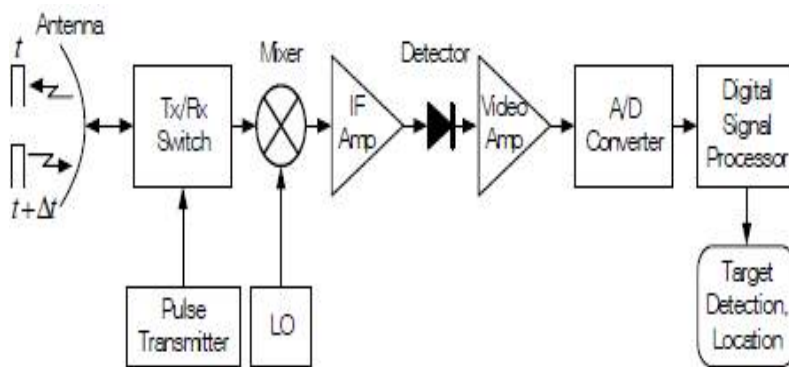 Antenna
t
t+Δt
Tx/Rx
Switch
Pulse
Transmitter
Mixer
LO
IF
Amp
Detector
Video
Amp
A/D
Converter
Digital
Signal
Processor
Target
Detection,
Location